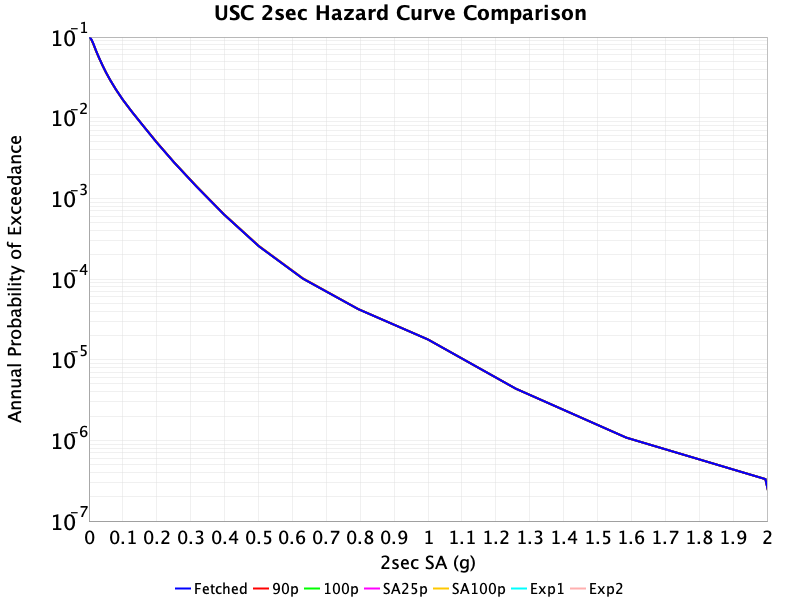 USC 2sec Hazard Curve Comparison
Annual Probability of Exceedance
10-1
10-2
10-3
10-4
10-5
10-6
10-7
0 0.1 0.2 0.3 0.4 0.5 0.6 0.7 0.8 0.9 1 1.1 1.2 1.3 1.4 1.5 1.6 1.7 1.8 1.9 2
2sec SA (g)
Fetched 90p 100p SA25p SA100p Exp1 Exp2